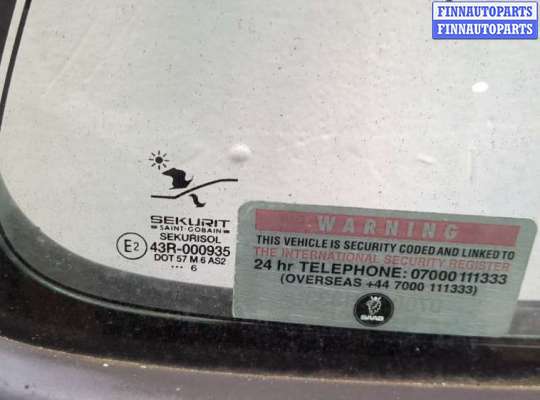 FINNAUTOPARTS
FINNAUTOPARTS
SEKURIT
SAINT-GOBAIN
SEKURISOL
E2 43R-000935
DOT 57 M 6 AS2
... 6
WARNING
THIS VEHICLE IS SECURITY CODED AND LINKED TO
THE INTERNATIONAL SECURITY REGISTER
24 hr TELEPHONE: 07000 111333
(OVERSEAS +44 7000 111333)
SAAB